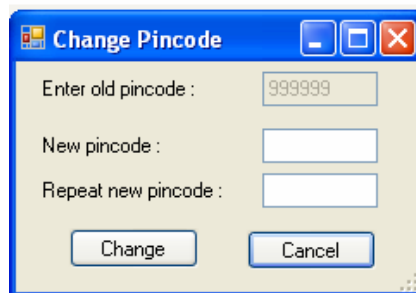 Change Pincode
Enter old pincode : 999999
New pincode :
Repeat new pincode :
Change Cancel